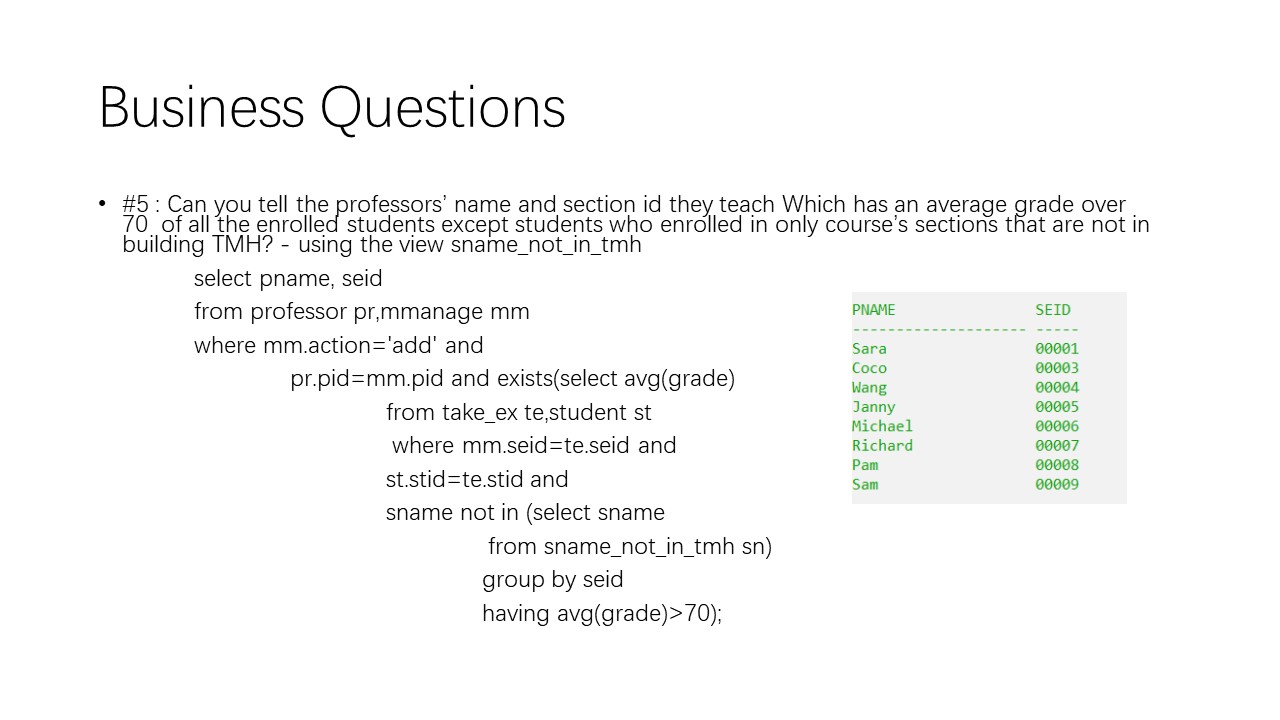 Business Questions
• #5 : Can you tell the professors’ name and section id they teach Which has an average grade over
70  of all the enrolled students except students who enrolled in only course’s sections that are not in
building TMH? - using the view sname_not_in_tmh
select pname, seid
from professor pr,mmanage mm
where mm.action='add' and
pr.pid=mm.pid and exists(select avg(grade)
from take_ex te,student st
where mm.seid=te.seid and
st.stid=te.stid and
sname not in (select sname
from sname_not_in_tmh sn)
group by seid
having avg(grade)>70);
PNAME SEID
-------------------- -----
Sara 00001
Coco 00003
Wang 00004
Janny 00005
Michael 00006
Richard 00007
Pam 00008
Sam 00009